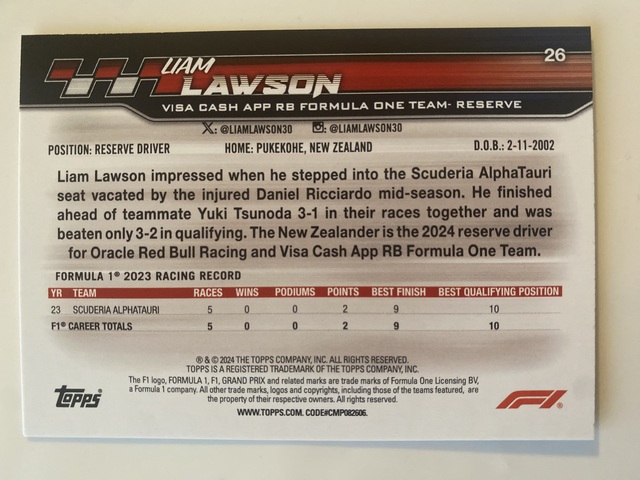 26
LIAM
LAWSON
VISA CASH APP RB FORMULA ONE TEAM- RESERVE
X: @LIAMLAWSON30 : @LIAMLAWSON30
POSITION: RESERVE DRIVER HOME: PUKEKOHE, NEW ZEALAND D.O.B.: 2-11-2002
Liam Lawson impressed when he stepped into the Scuderia AlphaTauri
seat vacated by the injured Daniel Ricciardo mid-season. He finished
ahead of teammate Yuki Tsunoda 3-1 in their races together and was
beaten only 3-2 in qualifying. The New Zealander is the 2024 reserve driver
for Oracle Red Bull Racing and Visa Cash App RB Formula One Team.
FORMULA 1® 2023 RACING RECORD
YR TEAM RACES WINS PODIUMS POINTS BEST FINISH BEST QUALIFYING POSITION
23 SCUDERIA ALPHATAURI 5 0 0 2 9 10
F1® CAREER TOTALS 5 0 0 2 9 10
® & © 2024 THE TOPPS COMPANY, INC. ALL RIGHTS RESERVED.
TOPPS IS A REGISTERED TRADEMARK OF THE TOPPS COMPANY, INC.
The F1 logo, FORMULA 1, F1, GRAND PRIX and related marks are trade marks of Formula One Licensing BV,
a Formula 1 company. All other trade marks, logos and copyrights, including those of the teams featured, are
the property of their respective owners. All rights reserved.
WWW.TOPPS.COM. CODE#CMP082606.
Topps®
F1®